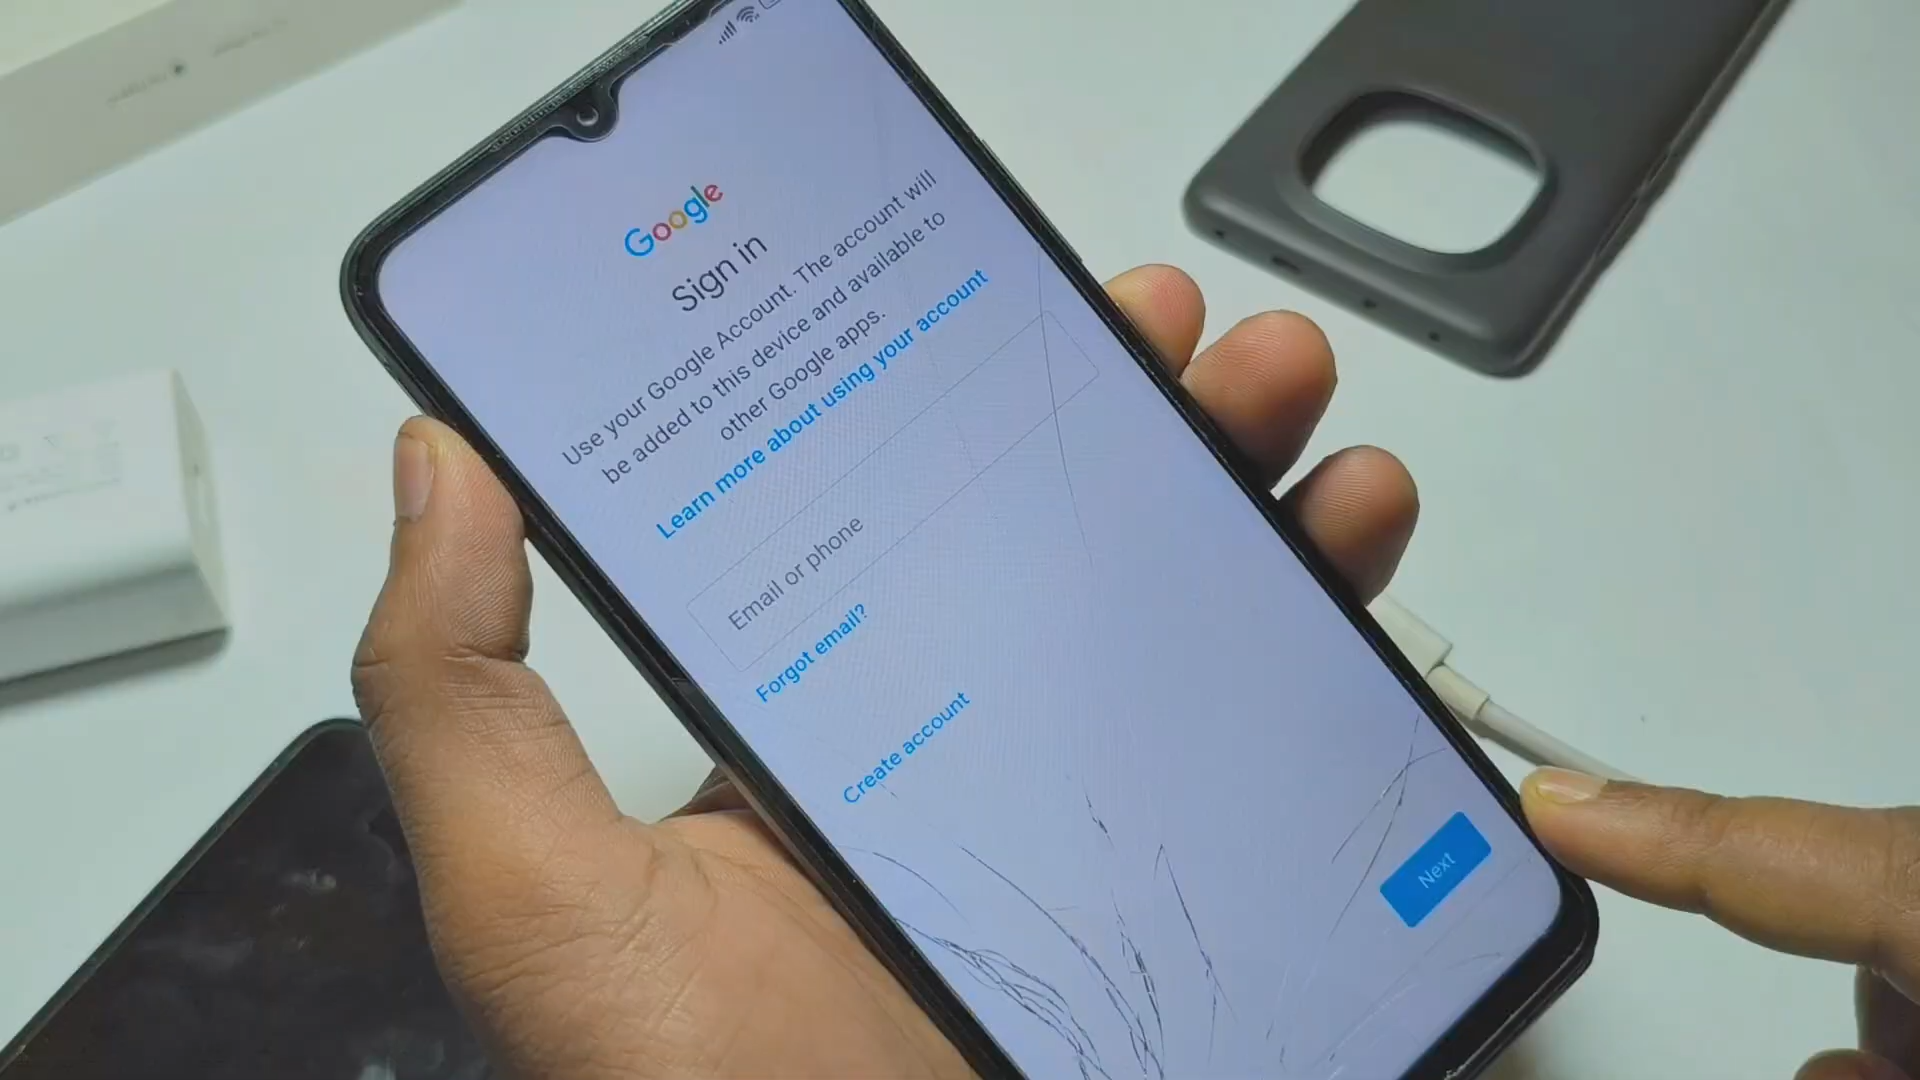 Google
Sign in
Use your Google Account. The account will
be added to this device and available to
other Google apps.
Learn more about using your account
Email or phone
Forgot email?
Create account
Next